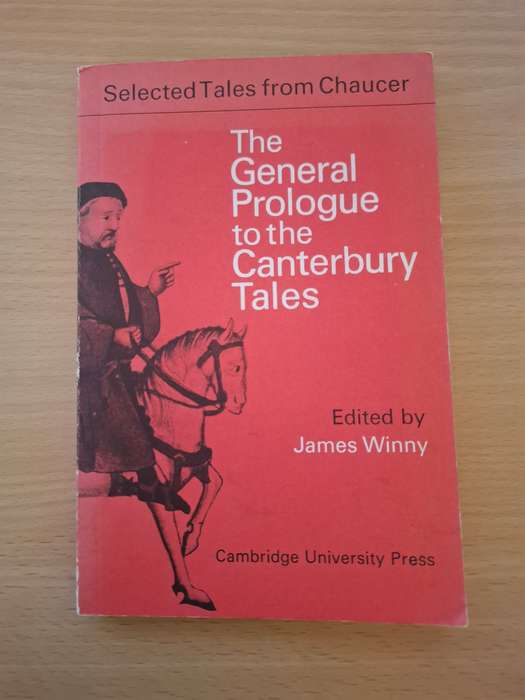 Selected Tales from Chaucer
The
General
Prologue
to the
Canterbury
Tales
Edited by
James Winny
Cambridge University Press